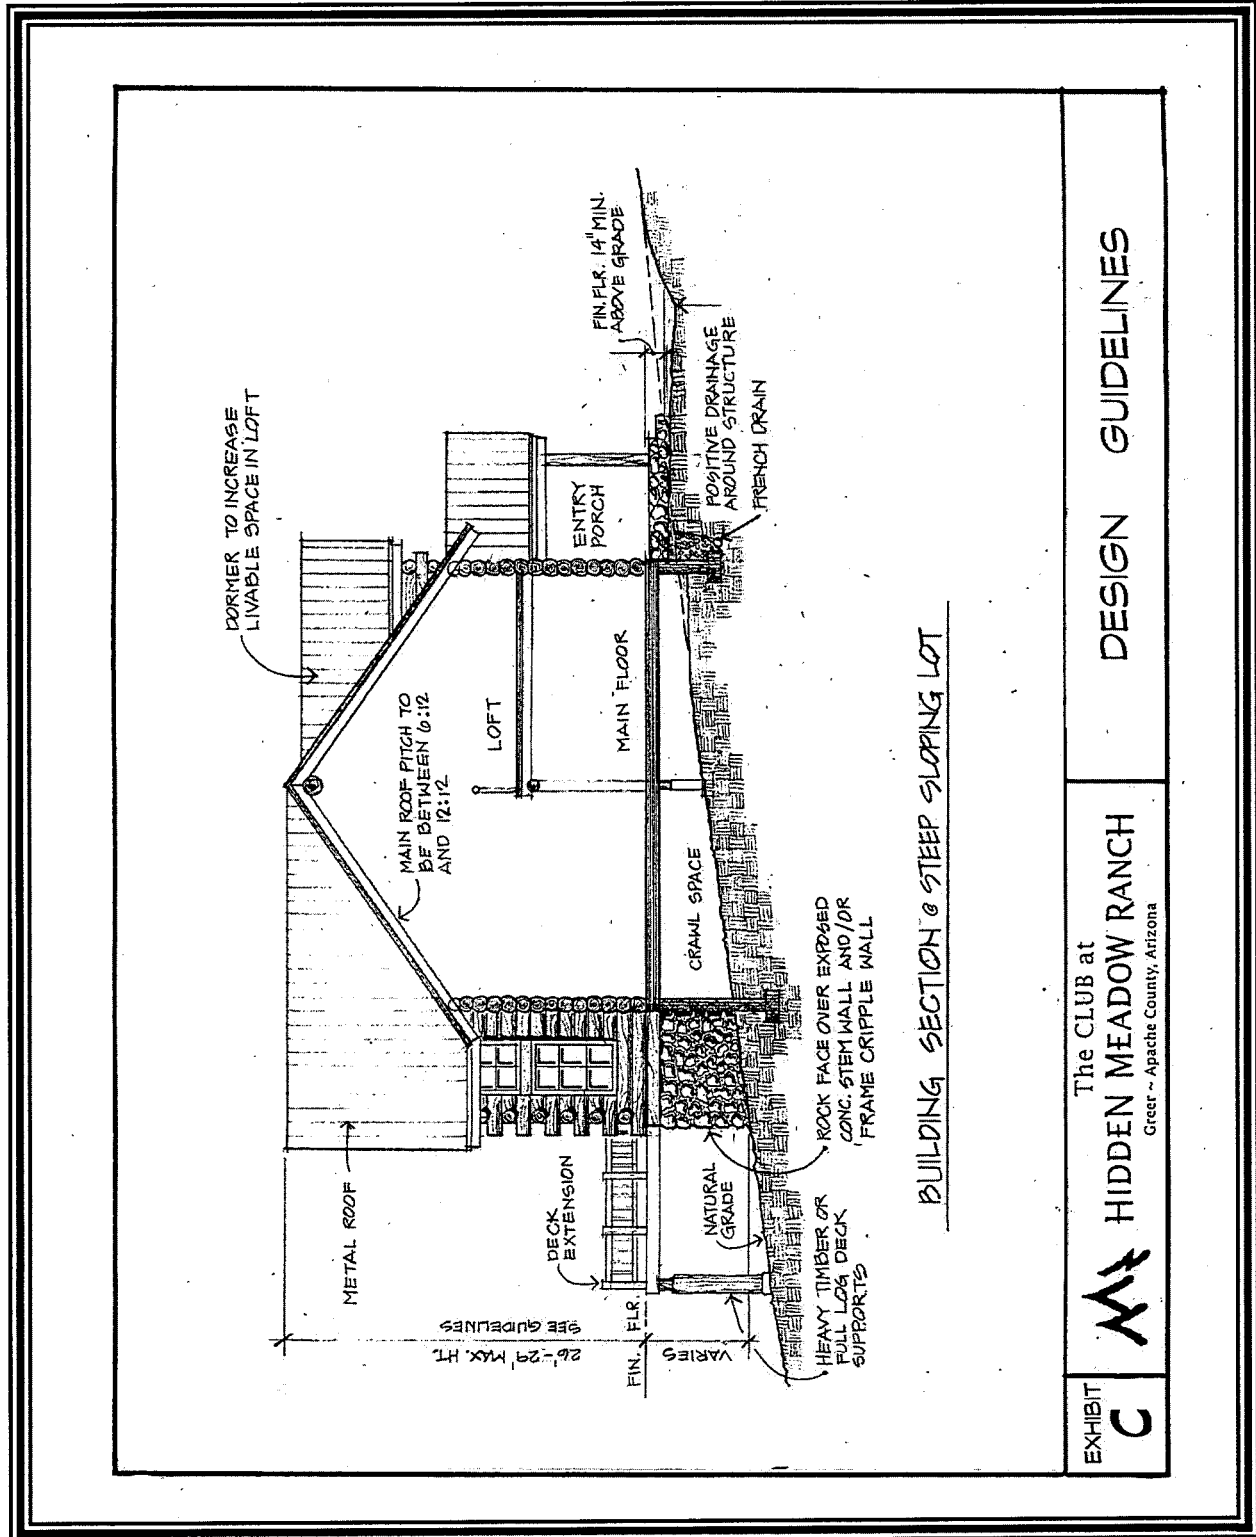 DORMER TO INCREASE
LIVABLE SPACE IN LOFT
METAL ROOF
MAIN ROOF PITCH TO
BE BETWEEN 6:12
AND 12:12
FIN. FLR. 14" MIN.
ABOVE GRADE
LOFT
ENTRY
PORCH
MAIN FLOOR
DECK
EXTENSION
26'-29' MAX. HT.
SEE GUIDELINES
FIN. FLR.
VARIES
CRAWL SPACE
NATURAL
GRADE
POSITIVE DRAINAGE
AROUND STRUCTURE
FRENCH DRAIN
HEAVY TIMBER OR
FULL LOG DECK
SUPPORTS
ROCK FACE OVER EXPOSED
CONC. STEM WALL AND/OR
FRAME CRIPPLE WALL
BUILDING SECTION @ STEEP SLOPING LOT
EXHIBIT
C
The CLUB at
HIDDEN MEADOW RANCH
Greer ~ Apache County, Arizona
DESIGN GUIDELINES